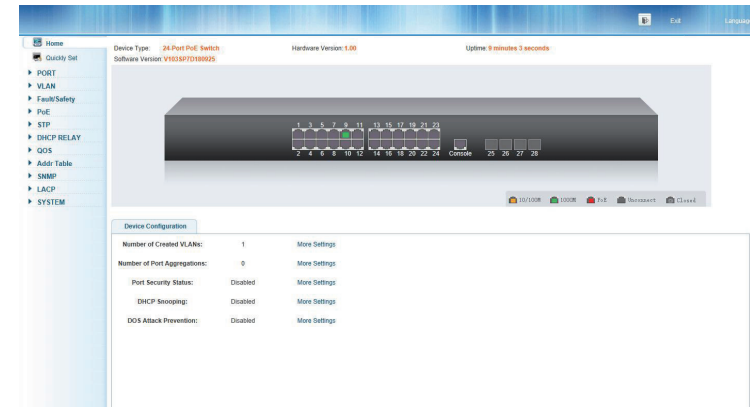 Exit
Language
Home
Quickly Set
PORT
VLAN
Fault/Safety
PoE
STP
DHCP RELAY
QOS
Addr Table
SNMP
LACP
SYSTEM
Device Type: 24-Port PoE Switch Hardware Version: 1.00 Uptime: 9 minutes 3 seconds
Software Version: V103SP7D180925
1 3 5 7 9 11 13 15 17 19 21 23
2 4 6 8 10 12 14 16 18 20 22 24 Console 25 26 27 28
10/100M 1000M PoE Unconnect Closed
Device Configuration
Number of Created VLANs: 1 More Settings
Number of Port Aggregations: 0 More Settings
Port Security Status: Disabled More Settings
DHCP Snooping: Disabled More Settings
DOS Attack Prevention: Disabled More Settings